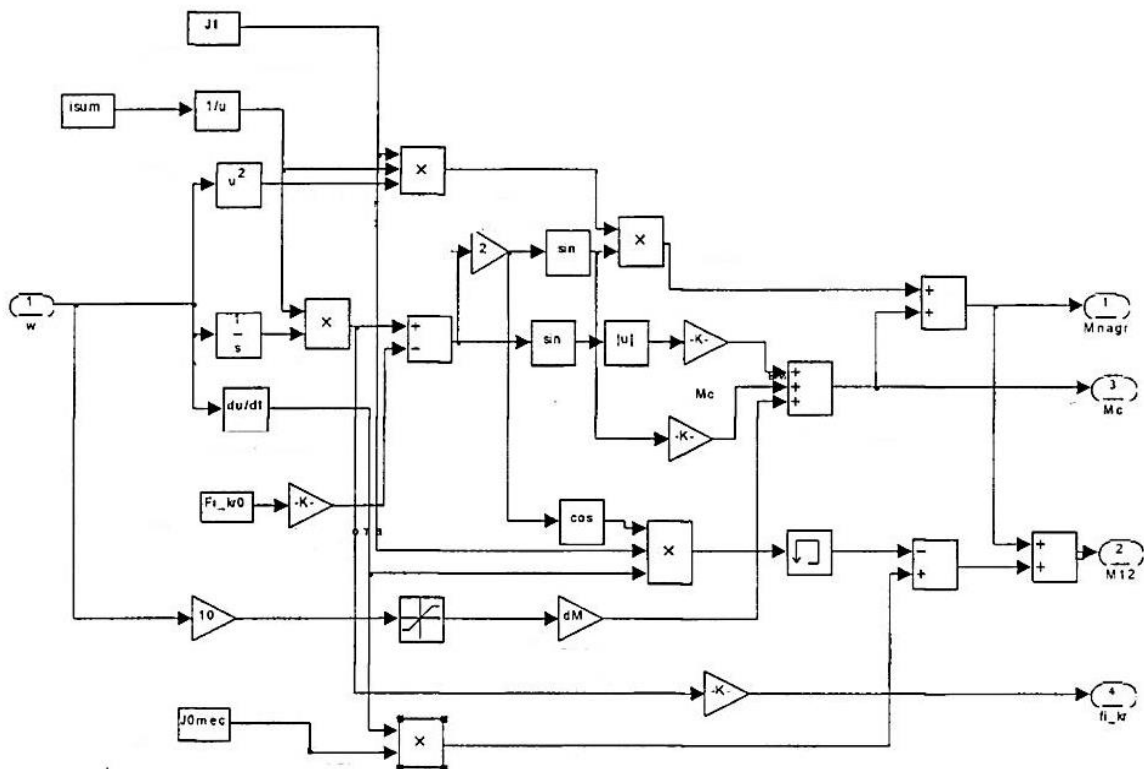 J1
isum
1/u
×
u²
2
sin
×
1
w
1
s
×
+
−
sin
|u|
-K-
+
+
1
Mnagr
Mc
+
+
+
3
Mc
du/dt
-K-
Fi_kr0
-K-
cos
×
−
+
+
+
2
M12
10
dM
-K-
4
fi_kr
J0mec
×